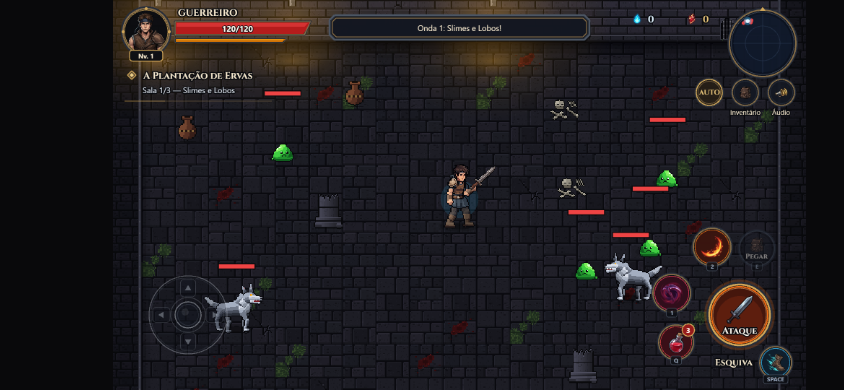 GUERREIRO
120/120
Nv. 1
Onda 1: Slimes e Lobos!
0
0
A Plantação de Ervas
Sala 1/3 — Slimes e Lobos
AUTO
Inventário
Áudio
PEGAR
1
ATAQUE
3
Q
ESQUIVA
SPACE